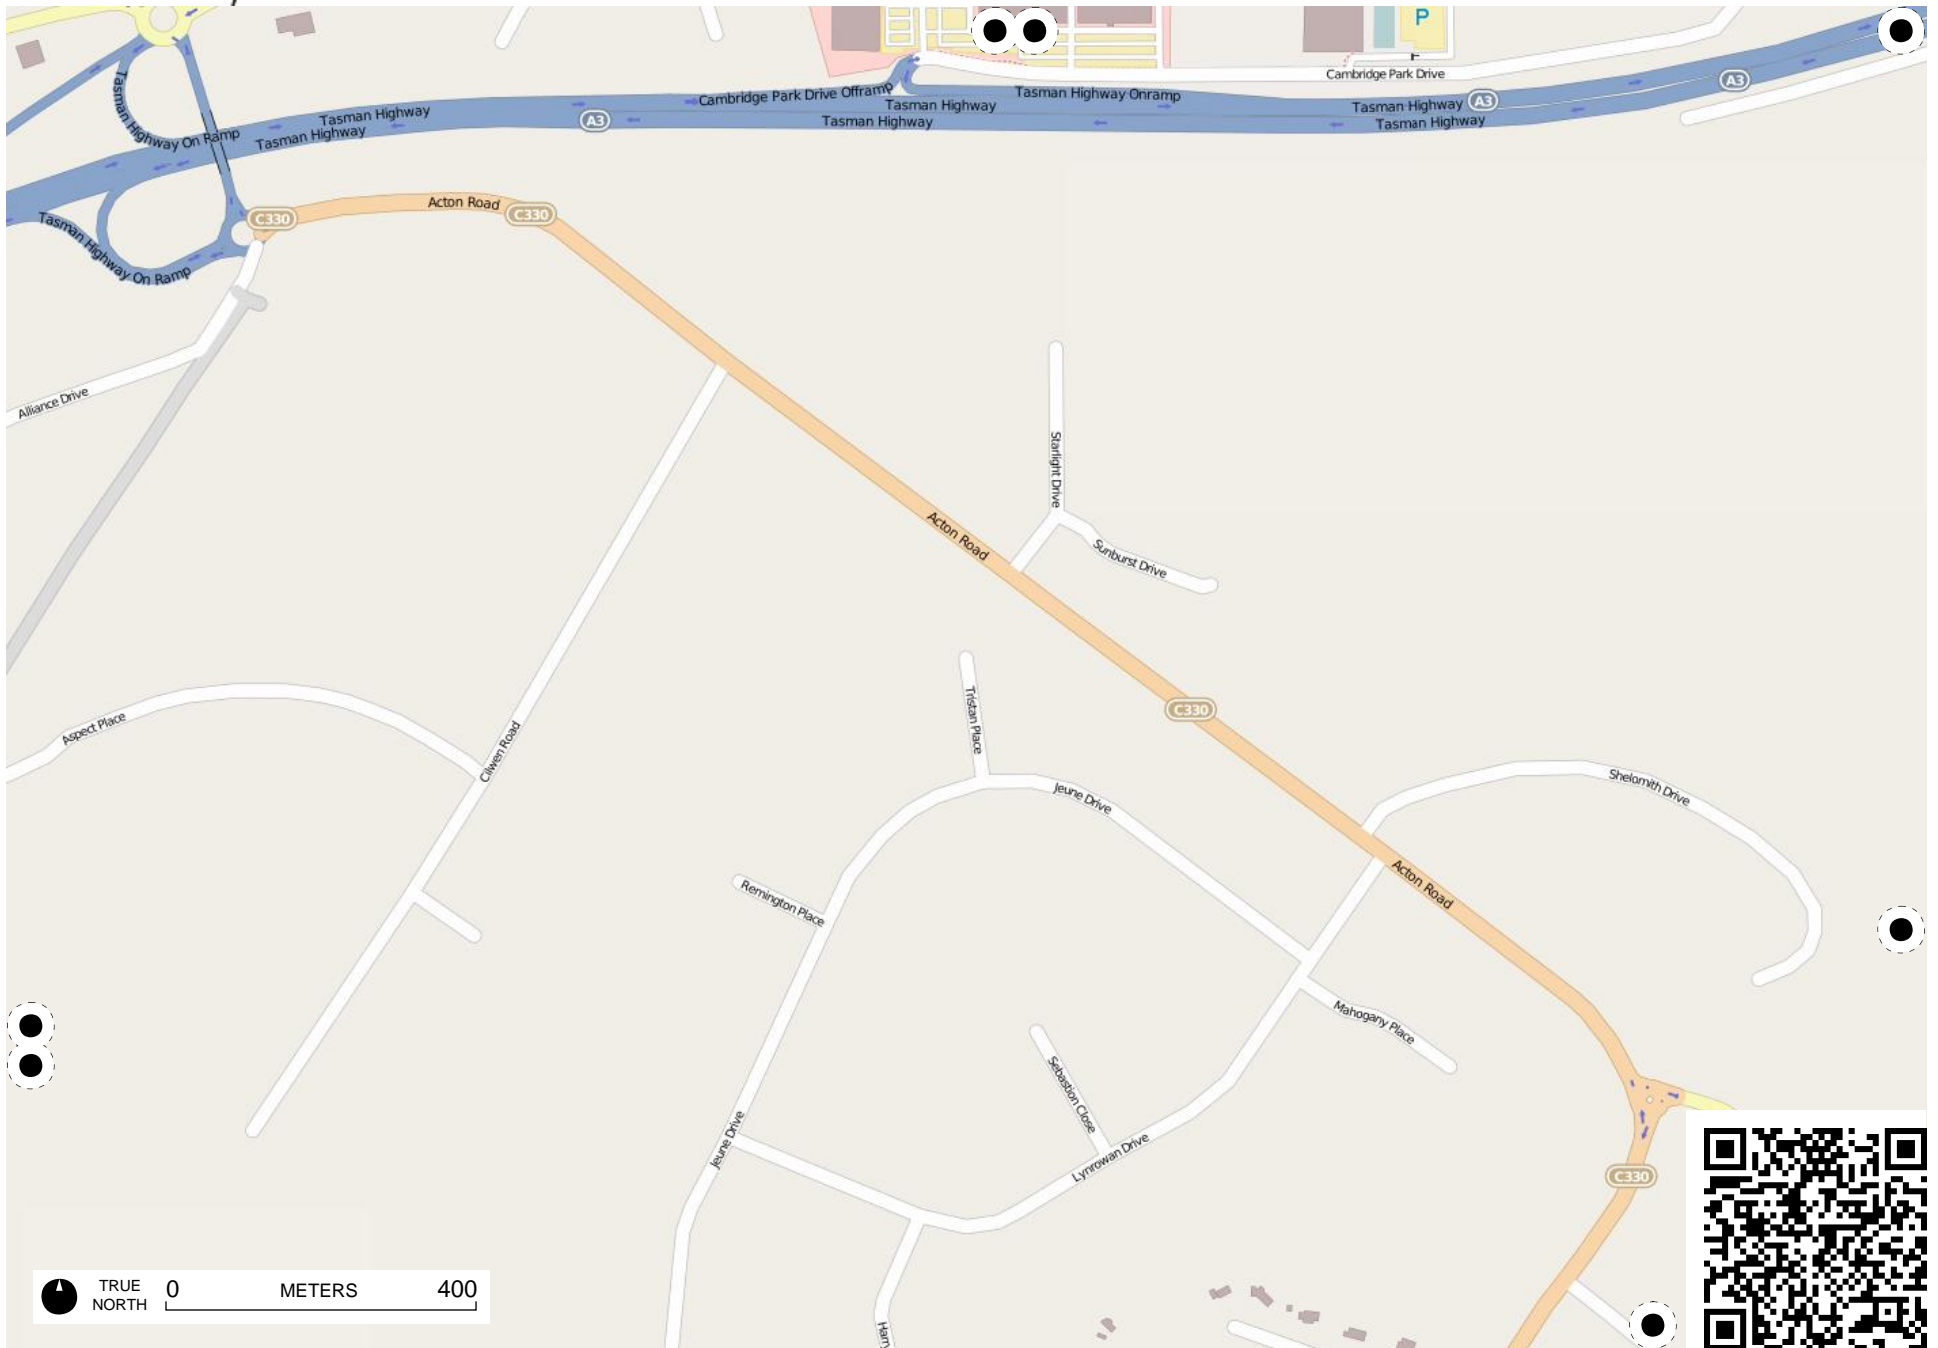 P
Cambridge Park Drive
A3
Cambridge Park Drive Offramp
Tasman Highway Onramp
Tasman Highway
Tasman Highway
Tasman Highway
A3
Tasman Highway
A3
Tasman Highway
Tasman Highway
Tasman Highway
Tasman Highway On Ramp
Acton Road
C330
C330
Tasman Highway On Ramp
Alliance Drive
Starlight Drive
Acton Road
Sunburst Drive
Tristan Place
C330
Aspect Place
Cilwen Road
Jeune Drive
Shelomith Drive
Acton Road
Remington Place
Mahogany Place
Sebastion Close
Jeune Drive
Lynrowan Drive
C330
TRUE
NORTH
0 METERS 400